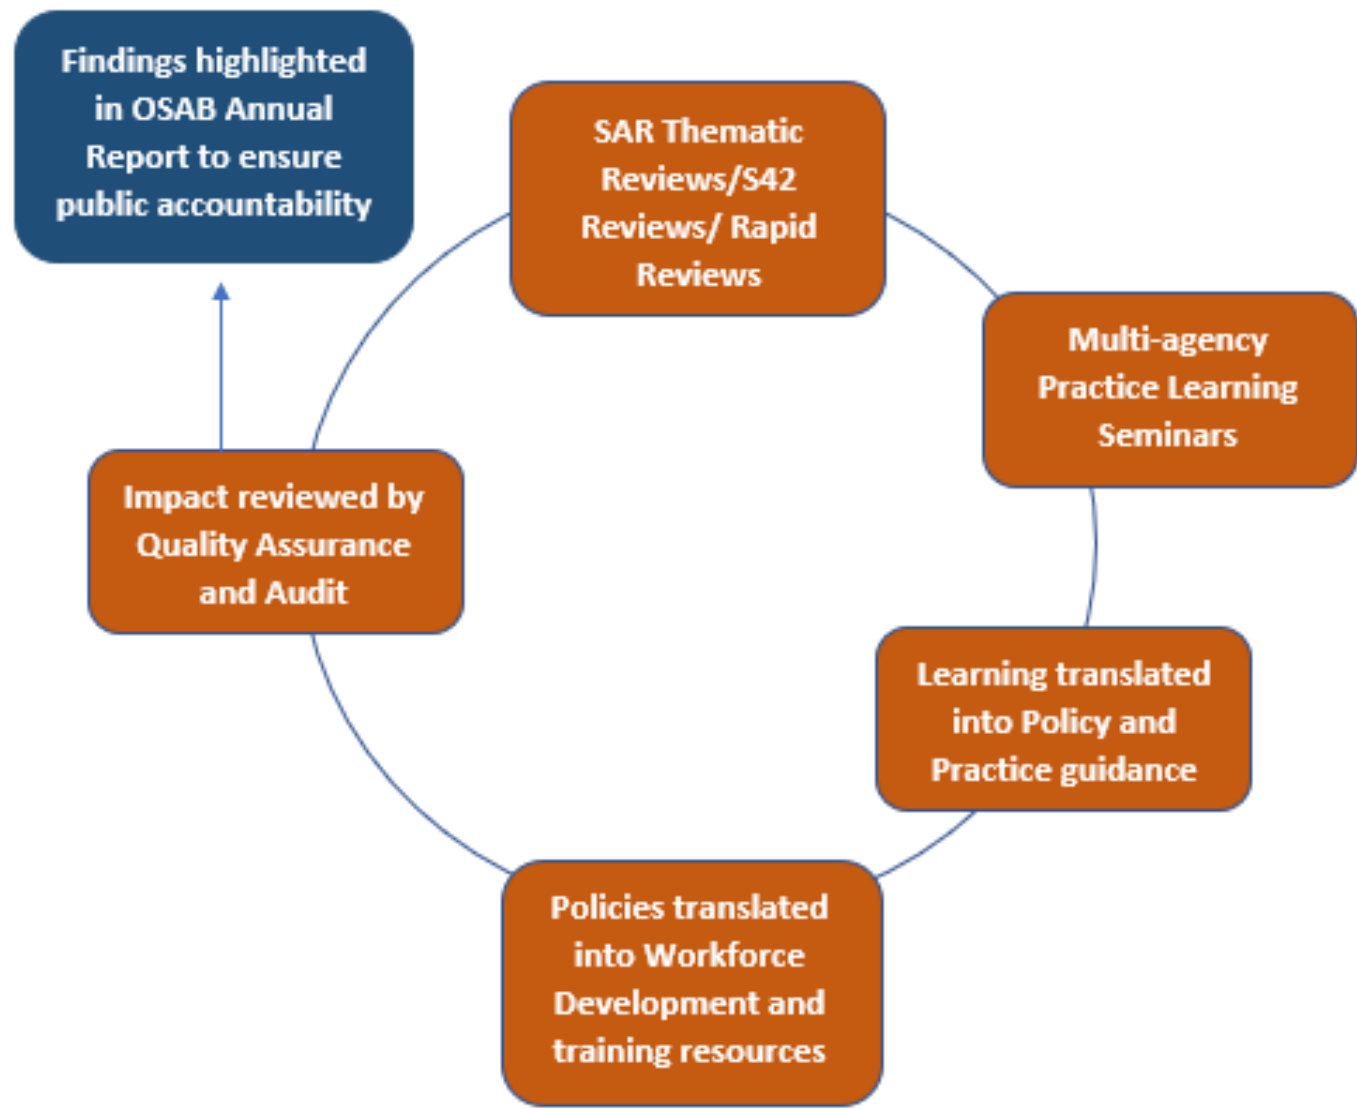 Findings highlighted
in OSAB Annual
Report to ensure
public accountability
SAR Thematic
Reviews/S42
Reviews/ Rapid
Reviews
Multi-agency
Practice Learning
Seminars
Learning translated
into Policy and
Practice guidance
Policies translated
into Workforce
Development and
training resources
Impact reviewed by
Quality Assurance
and Audit